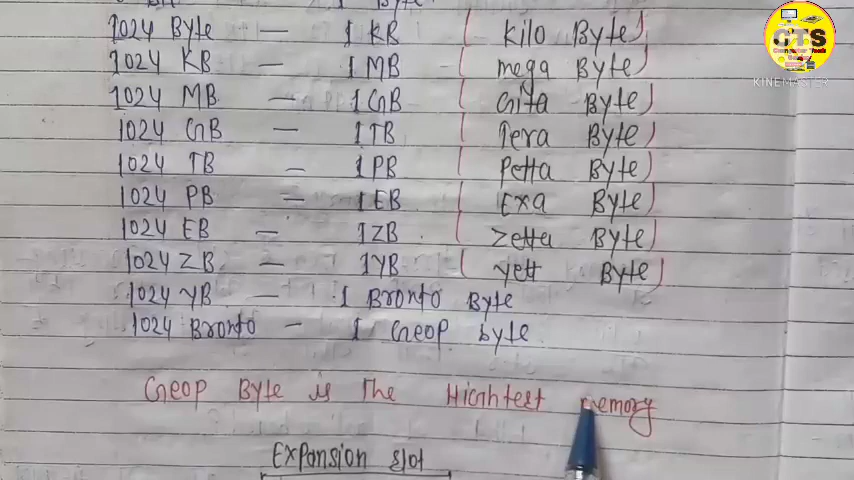 1024 Byte — 1 KB ( Kilo Byte)
1024 KB — 1 MB ( mega Byte)
1024 MB — 1 GB ( Gita Byte)
1024 GB — 1 TB ( Tera Byte)
1024 TB — 1 PB ( Petta Byte)
1024 PB — 1 EB ( Exa Byte)
1024 EB — 1 ZB ( Zetta Byte)
1024 ZB — 1 YB ( yett Byte)
1024 YB — 1 Bronto Byte
1024 Bronto — 1 Geop byte
Geop Byte is The Highтest memory
Expansion slot
GTS
KINEMASTER